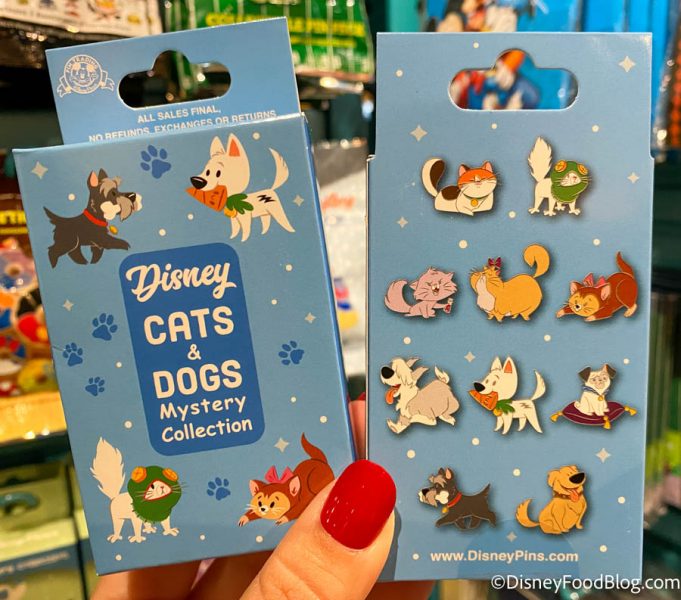 ALL SALES FINAL,
NO REFUNDS, EXCHANGES OR RETURNS
Disney
CATS
&
DOGS
Mystery
Collection
www.DisneyPins.com
©DisneyFoodBlog.com